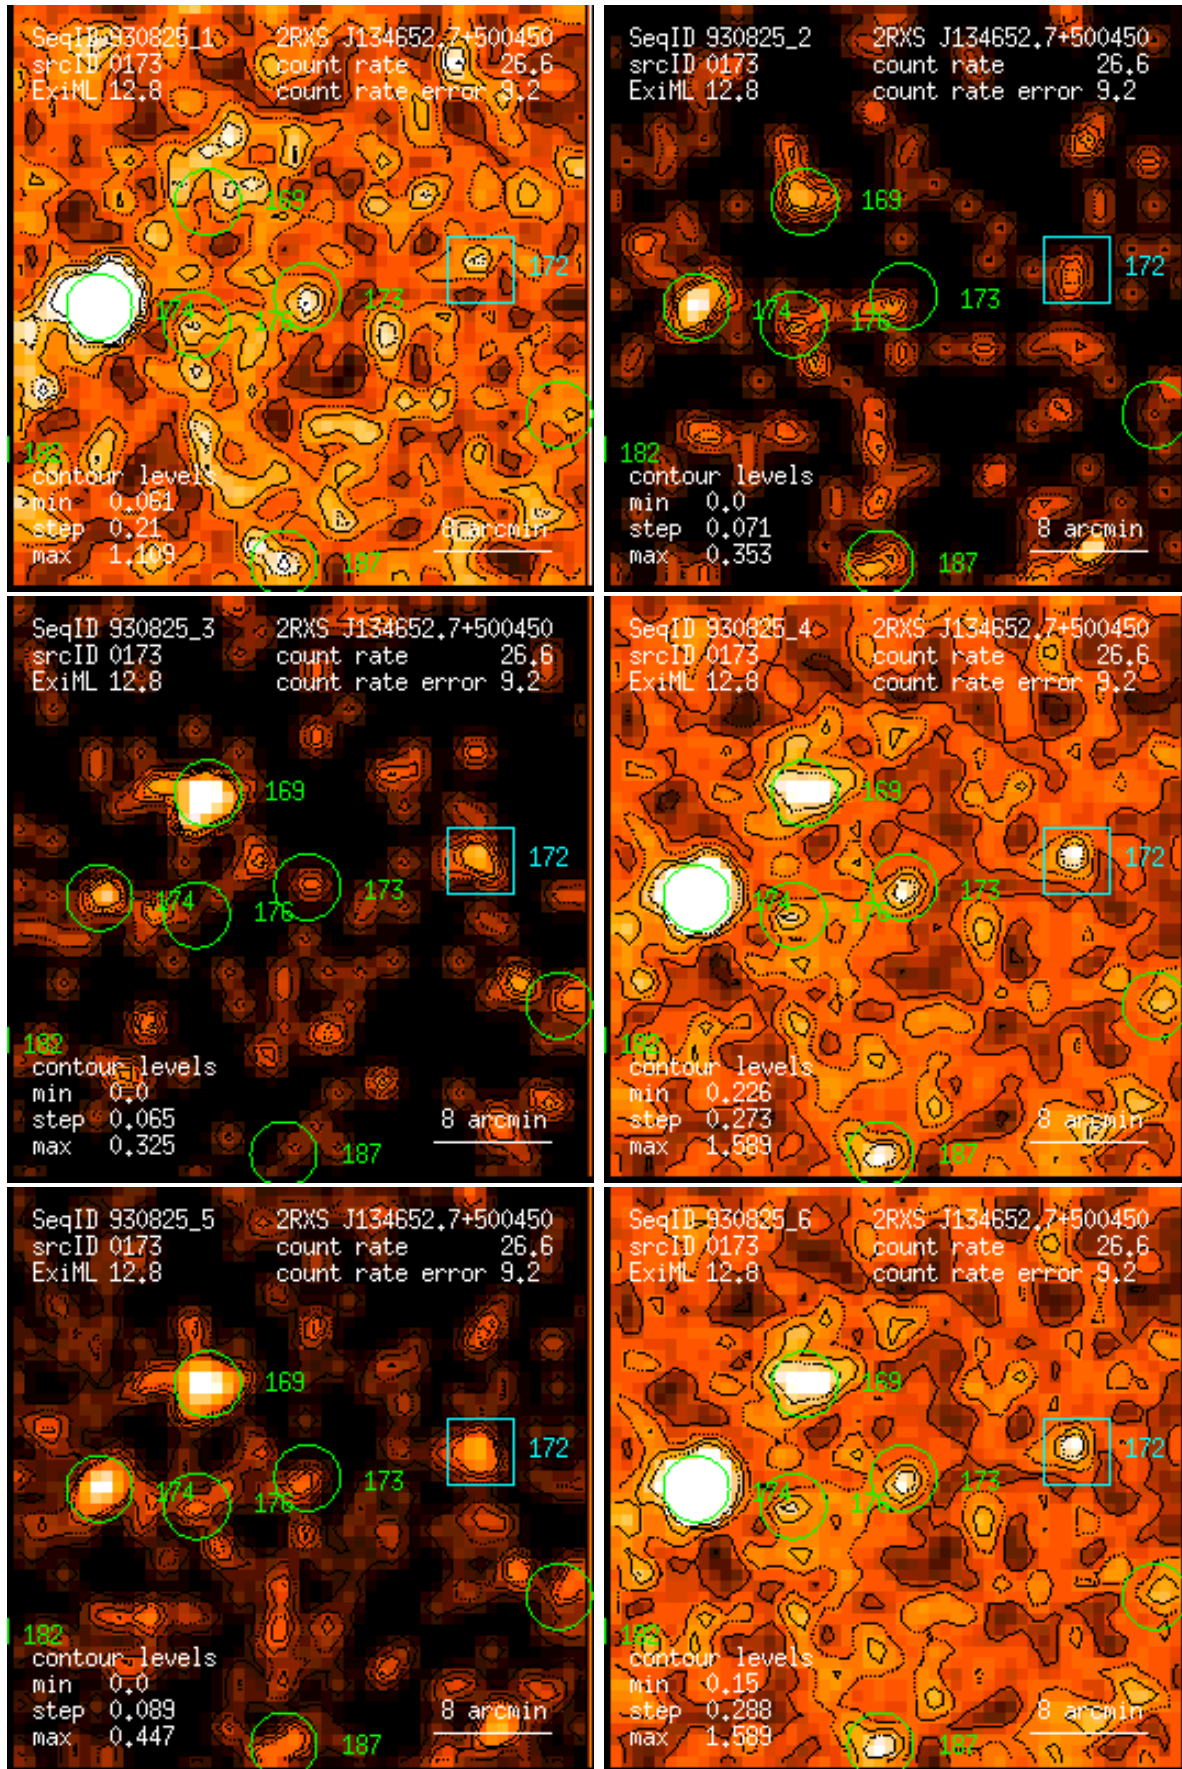 SeqID 930825_1 2RXS J134652.7+500450
srcID 0173 count rate 26.6
ExiML 12.8 count rate error 9.2
169
172
173
174
176
182
contour levels
min 0.061
step 0.21
8 arcmin
max 1.109
187
SeqID 930825_2 2RXS J134652.7+500450
srcID 0173 count rate 26.6
ExiML 12.8 count rate error 9.2
169
172
173
174
176
182
contour levels
min 0.0
step 0.071
8 arcmin
max 0.353
187
SeqID 930825_3 2RXS J134652.7+500450
srcID 0173 count rate 26.6
ExiML 12.8 count rate error 9.2
169
172
173
174
176
182
contour levels
min 0.0
step 0.065
8 arcmin
max 0.325
187
SeqID 930825_4 2RXS J134652.7+500450
srcID 0173 count rate 26.6
ExiML 12.8 count rate error 9.2
169
172
173
174
176
182
contour levels
min 0.226
step 0.273
8 arcmin
max 1.589
187
SeqID 930825_5 2RXS J134652.7+500450
srcID 0173 count rate 26.6
ExiML 12.8 count rate error 9.2
169
172
173
174
176
182
contour levels
min 0.0
step 0.089
8 arcmin
max 0.447
187
SeqID 930825_6 2RXS J134652.7+500450
srcID 0173 count rate 26.6
ExiML 12.8 count rate error 9.2
169
172
173
174
176
182
contour levels
min 0.15
step 0.288
8 arcmin
max 1.589
187